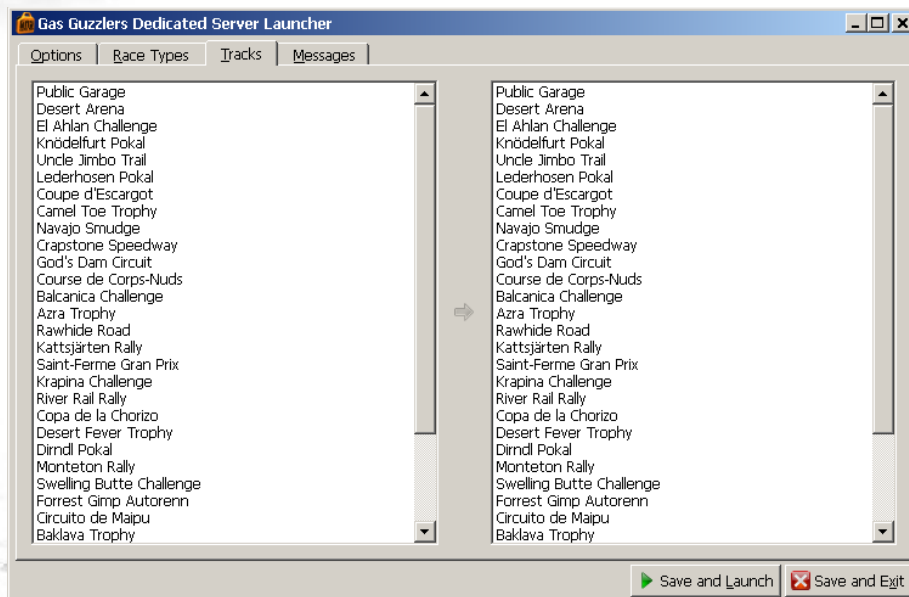 Gas Guzzlers Dedicated Server Launcher
Options
Race Types
Tracks
Messages
Public Garage
Desert Arena
El Ahlan Challenge
Knödelfurt Pokal
Uncle Jimbo Trail
Lederhosen Pokal
Coupe d'Escargot
Camel Toe Trophy
Navajo Smudge
Crapstone Speedway
God's Dam Circuit
Course de Corps-Nuds
Balcanica Challenge
Azra Trophy
Rawhide Road
Kattsjärten Rally
Saint-Ferme Gran Prix
Krapina Challenge
River Rail Rally
Copa de la Chorizo
Desert Fever Trophy
Dirndl Pokal
Monteton Rally
Swelling Butte Challenge
Forrest Gimp Autorenn
Circuito de Maipu
Baklava Trophy
Public Garage
Desert Arena
El Ahlan Challenge
Knödelfurt Pokal
Uncle Jimbo Trail
Lederhosen Pokal
Coupe d'Escargot
Camel Toe Trophy
Navajo Smudge
Crapstone Speedway
God's Dam Circuit
Course de Corps-Nuds
Balcanica Challenge
Azra Trophy
Rawhide Road
Kattsjärten Rally
Saint-Ferme Gran Prix
Krapina Challenge
River Rail Rally
Copa de la Chorizo
Desert Fever Trophy
Dirndl Pokal
Monteton Rally
Swelling Butte Challenge
Forrest Gimp Autorenn
Circuito de Maipu
Baklava Trophy
Save and Launch
Save and Exit